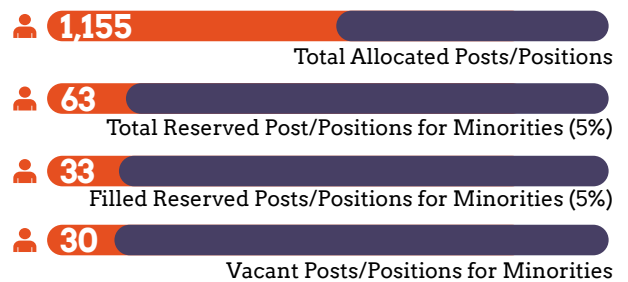 1,155
Total Allocated Posts/Positions
63
Total Reserved Post/Positions for Minorities (5%)
33
Filled Reserved Posts/Positions for Minorities (5%)
30
Vacant Posts/Positions for Minorities